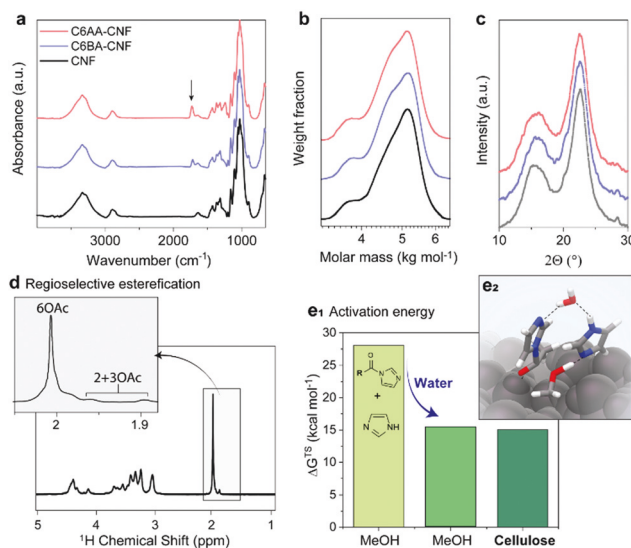 a
C6AA-CNF
C6BA-CNF
CNF
Absorbance (a.u.)
3000 2000 1000
Wavenumber (cm-1)
b
Weight fraction
4 5 6
Molar mass (kg mol-1)
c
Intensity (a.u.)
10 20 30
2Θ (°)
d Regioselective esterefication
6OAc
2+3OAc
2 1.9
5 4 3 2 1
1H Chemical Shift (ppm)
e1 Activation energy
ΔGTS (kcal mol-1)
30
25
20
15
10
5
0
O
R N N
+
N NH
Water
MeOH MeOH Cellulose
e2